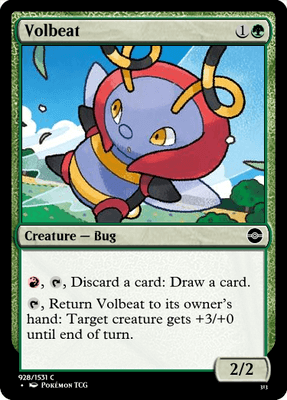 Volbeat 1
Creature — Bug
, , Discard a card: Draw a card.
, Return Volbeat to its owner's
hand: Target creature gets +3/+0
until end of turn.
2/2
928/1531 C
• Pokémon TCG